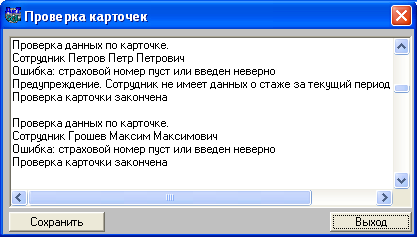 Проверка карточек
Проверка данных по карточке.
Сотрудник Петров Петр Петрович
Ошибка: страховой номер пуст или введен неверно
Предупреждение. Сотрудник не имеет данных о стаже за текущий период
Проверка карточки закончена
Проверка данных по карточке.
Сотрудник Грошев Максим Максимович
Ошибка: страховой номер пуст или введен неверно
Проверка карточки закончена
Сохранить
Выход